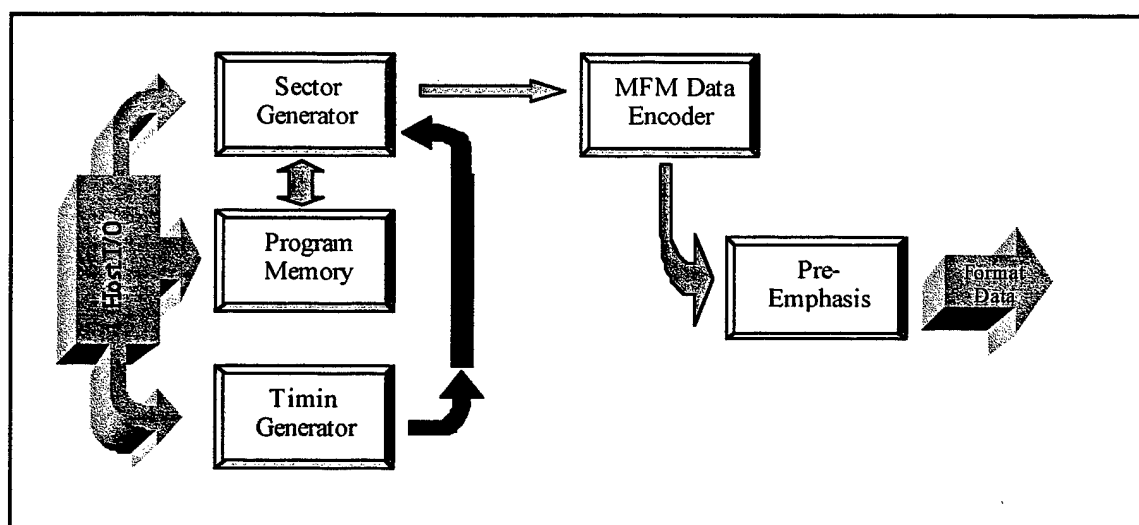 Sector
Generator
MFM Data
Encoder
Host I/O
Program
Memory
Pre-
Emphasis
Format
Data
Timin
Generator